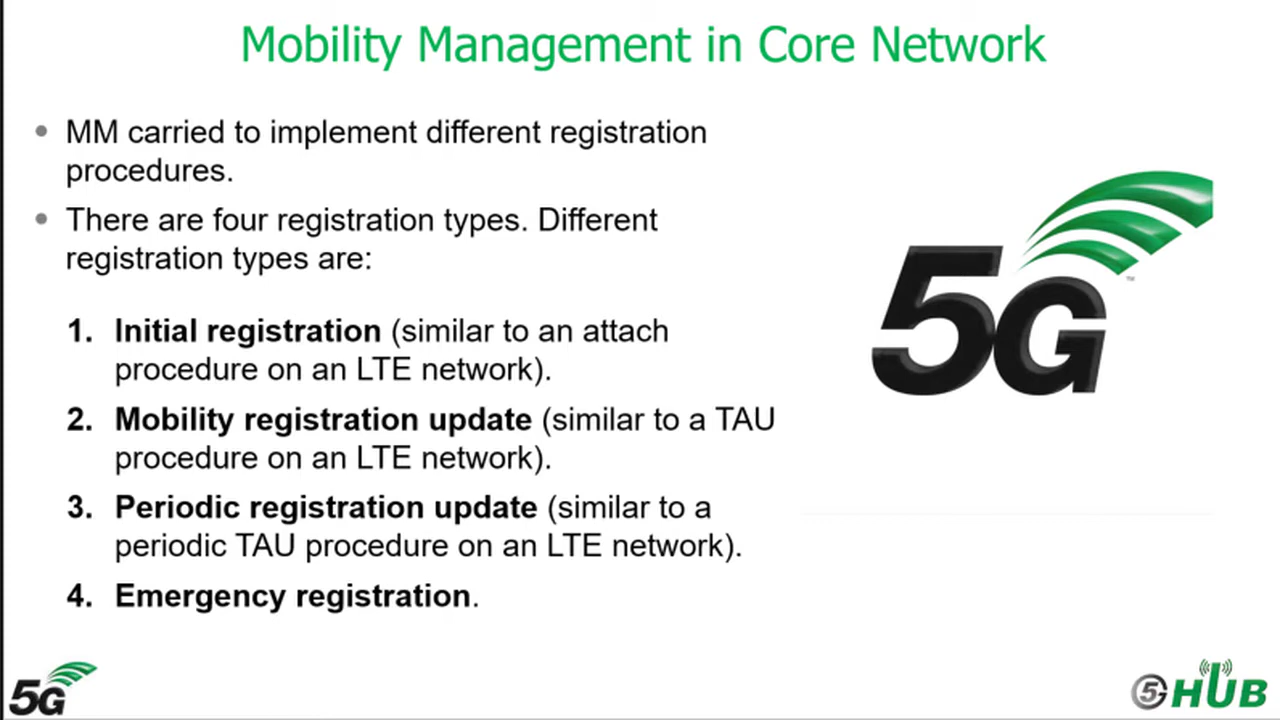 Mobility Management in Core Network
• MM carried to implement different registration
procedures.
• There are four registration types. Different
registration types are:
1. Initial registration (similar to an attach
procedure on an LTE network).
2. Mobility registration update (similar to a TAU
procedure on an LTE network).
3. Periodic registration update (similar to a
periodic TAU procedure on an LTE network).
4. Emergency registration.
5G
™
5G
5G HUB